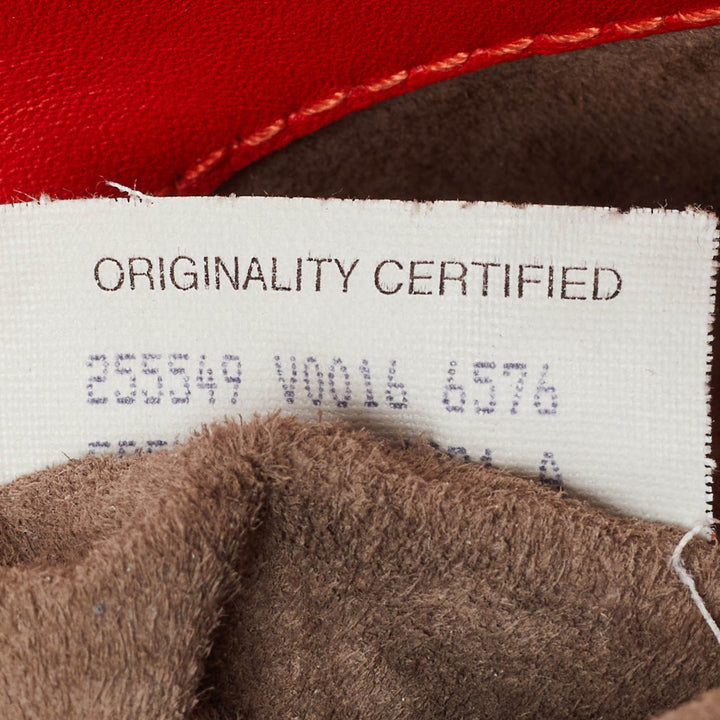 ORIGINALITY CERTIFIED
255549 V0016 6576
A